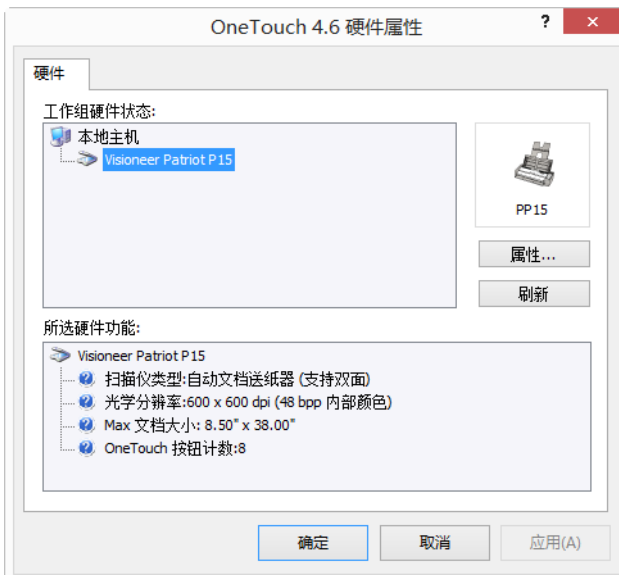 OneTouch 4.6 硬件属性
?
×
硬件
工作组硬件状态:
本地主机
Visioneer Patriot P15
PP15
属性...
刷新
所选硬件功能:
Visioneer Patriot P15
扫描仪类型:自动文档送纸器 (支持双面)
光学分辨率:600 x 600 dpi (48 bpp 内部颜色)
Max 文档大小: 8.50" x 38.00"
OneTouch 按钮计数:8
确定
取消
应用(A)